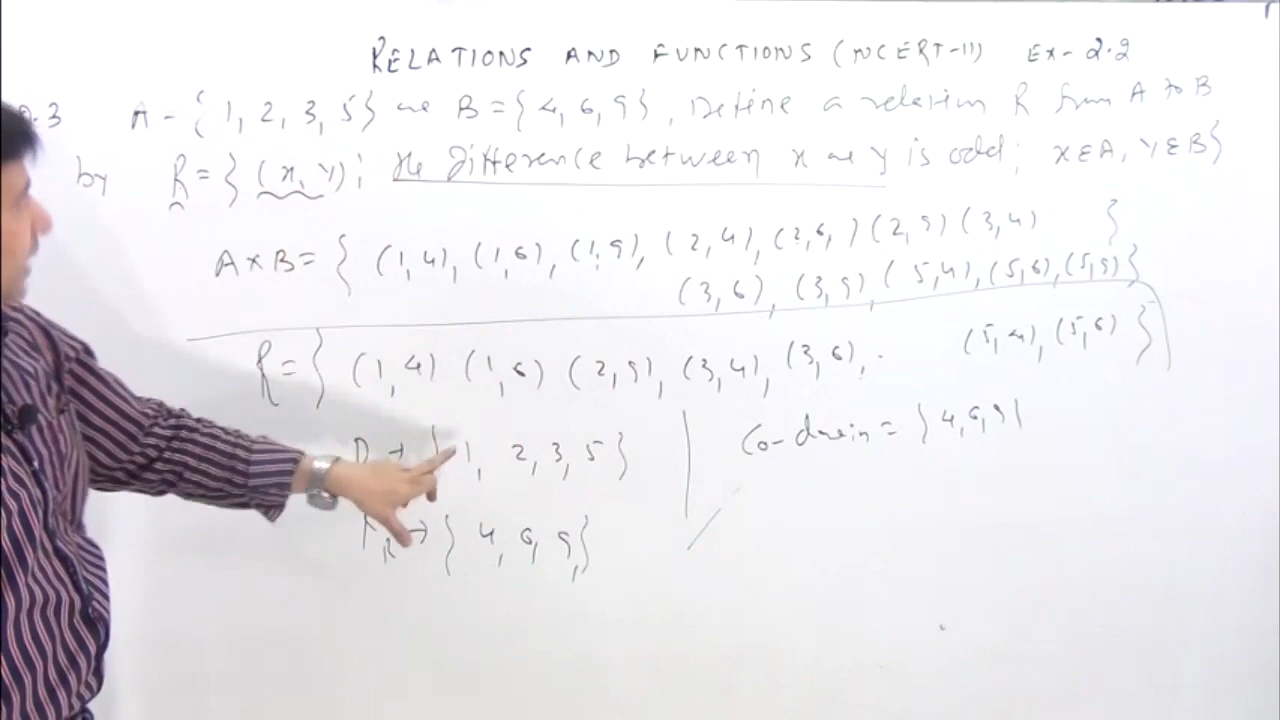 RELATIONS AND FUNCTIONS (NCERT-11) Ex-2.2
.3 A = {1, 2, 3, 5} and B = {4, 6, 9}, Define a relation R from A to B
by R = {(x, y); the difference between x and y is odd; x∈A, y∈B}
A×B = { (1,4), (1,6), (1,9), (2,4), (2,6,) (2,9) (3,4) }
(3,6), (3,9), (5,4), (5,6), (5,9)}
R = { (1,4) (1,6) (2,9), (3,4), (3,6), . (5,4), (5,6) }
D → {1, 2, 3, 5} Co-domain = {4,6,9}
R → {4, 6, 9,}